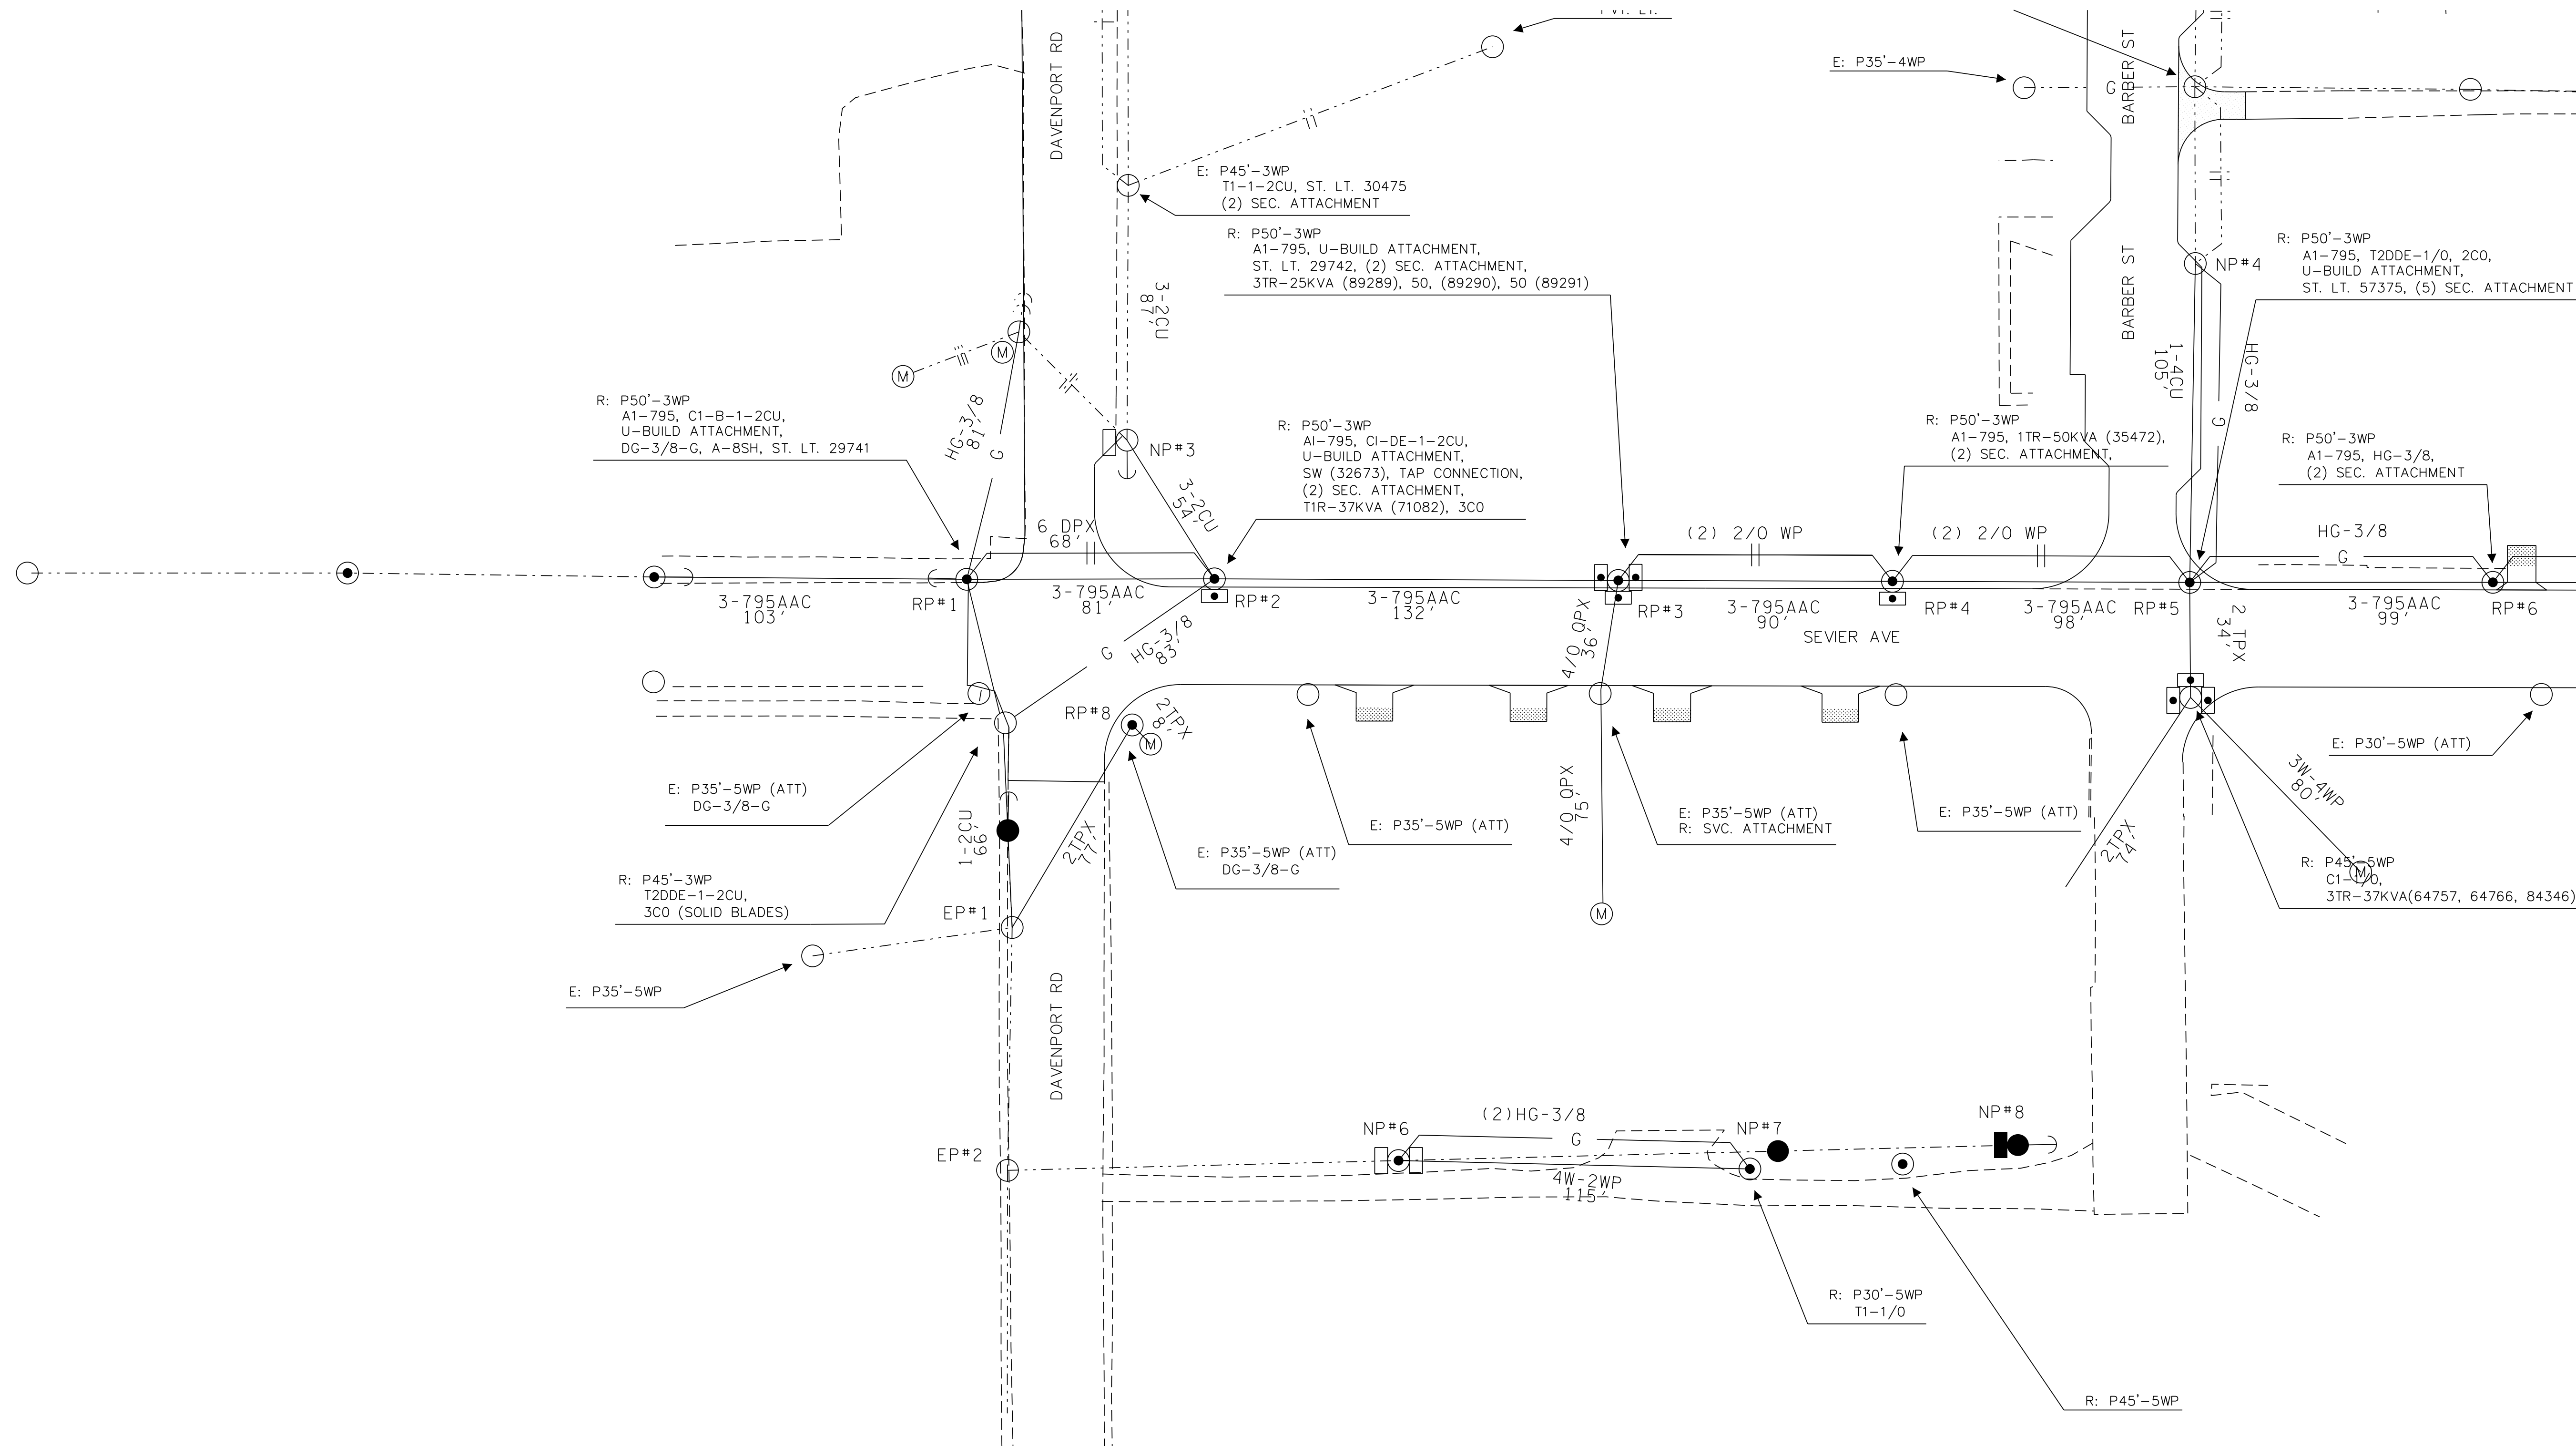 DAVENPORT RD
BARBER ST
E: P35'-4WP
G
E: P45'-3WP
T1-1-2CU, ST. LT. 30475
(2) SEC. ATTACHMENT
R: P50'-3WP
A1-795, U-BUILD ATTACHMENT,
ST. LT. 29742, (2) SEC. ATTACHMENT,
3TR-25KVA (89289), 50, (89290), 50 (89291)
3-2CU
87'
BARBER ST
NP#4
R: P50'-3WP
A1-795, T2DDE-1/0, 2CO,
U-BUILD ATTACHMENT,
ST. LT. 57375, (5) SEC. ATTACHMENT
M
M
1-4CU
105'
HG-3/8
G
R: P50'-3WP
A1-795, C1-B-1-2CU,
U-BUILD ATTACHMENT,
DG-3/8-G, A-8SH, ST. LT. 29741
HG-3/8
81'
G
NP#3
3-2CU
54'
R: P50'-3WP
AI-795, CI-DE-1-2CU,
U-BUILD ATTACHMENT,
SW (32673), TAP CONNECTION,
(2) SEC. ATTACHMENT,
T1R-37KVA (71082), 3CO
R: P50'-3WP
A1-795, 1TR-50KVA (35472),
(2) SEC. ATTACHMENT,
R: P50'-3WP
A1-795, HG-3/8,
(2) SEC. ATTACHMENT
6 DPX
68'
(2) 2/0 WP
(2) 2/0 WP
HG-3/8
G
3-795AAC
103'
RP#1
3-795AAC
81'
RP#2
3-795AAC
132'
RP#3
3-795AAC
90'
RP#4
3-795AAC
98'
RP#5
3-795AAC
99'
RP#6
SEVIER AVE
G
HG-3/8
83'
4/0 QPX
36'
2 TPX
34'
RP#8
2TPX
8'
M
E: P35'-5WP (ATT)
DG-3/8-G
E: P35'-5WP (ATT)
DG-3/8-G
E: P35'-5WP (ATT)
4/0 QPX
75'
M
E: P35'-5WP (ATT)
R: SVC. ATTACHMENT
E: P35'-5WP (ATT)
E: P30'-5WP (ATT)
3W-4WP
80'
M
2TPX
74'
R: P45'-5WP
C1-1/0,
3TR-37KVA(64757, 64766, 84346)
1-2CU
66'
2TPX
77'
R: P45'-3WP
T2DDE-1-2CU,
3CO (SOLID BLADES)
EP#1
E: P35'-5WP
DAVENPORT RD
EP#2
NP#6
(2)HG-3/8
G
NP#7
NP#8
4W-2WP
115'
R: P30'-5WP
T1-1/0
R: P45'-5WP